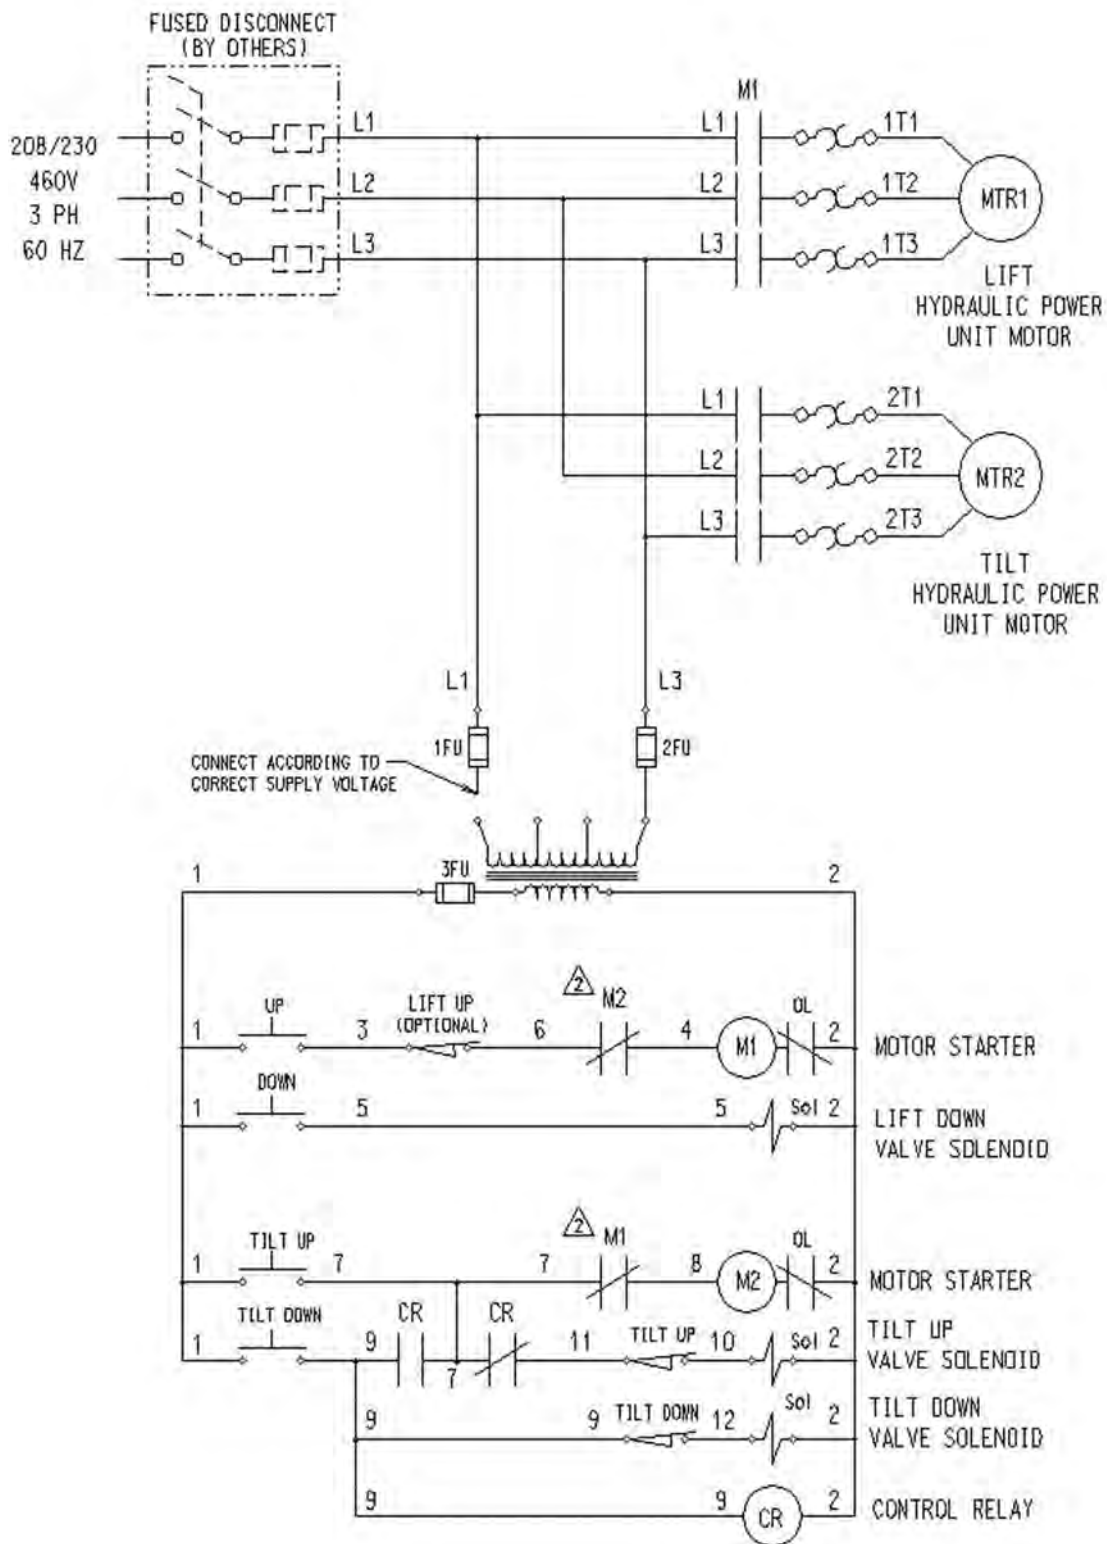 FUSED DISCONNECT
(BY OTHERS)
M1
L1
L1
1T1
208/230
460V
3 PH
60 HZ
L2
L2
1T2
MTR1
L3
L3
1T3
LIFT
HYDRAULIC POWER
UNIT MOTOR
L1
2T1
L2
2T2
MTR2
L3
2T3
TILT
HYDRAULIC POWER
UNIT MOTOR
L1
L3
1FU
2FU
CONNECT ACCORDING TO
CORRECT SUPPLY VOLTAGE
1
3FU
2
2
M2
UP
LIFT UP
(OPTIONAL)
OL
1
3
6
4
M1
2
MOTOR STARTER
DOWN
1
5
5
Sol
2
LIFT DOWN
VALVE SOLENOID
2
M1
TILT UP
OL
1
7
7
8
M2
2
MOTOR STARTER
TILT DOWN
CR
CR
1
9
7
11
TILT UP
10
Sol
2
TILT UP
VALVE SOLENOID
9
9
TILT DOWN
12
Sol
2
TILT DOWN
VALVE SOLENOID
9
9
CR
2
CONTROL RELAY